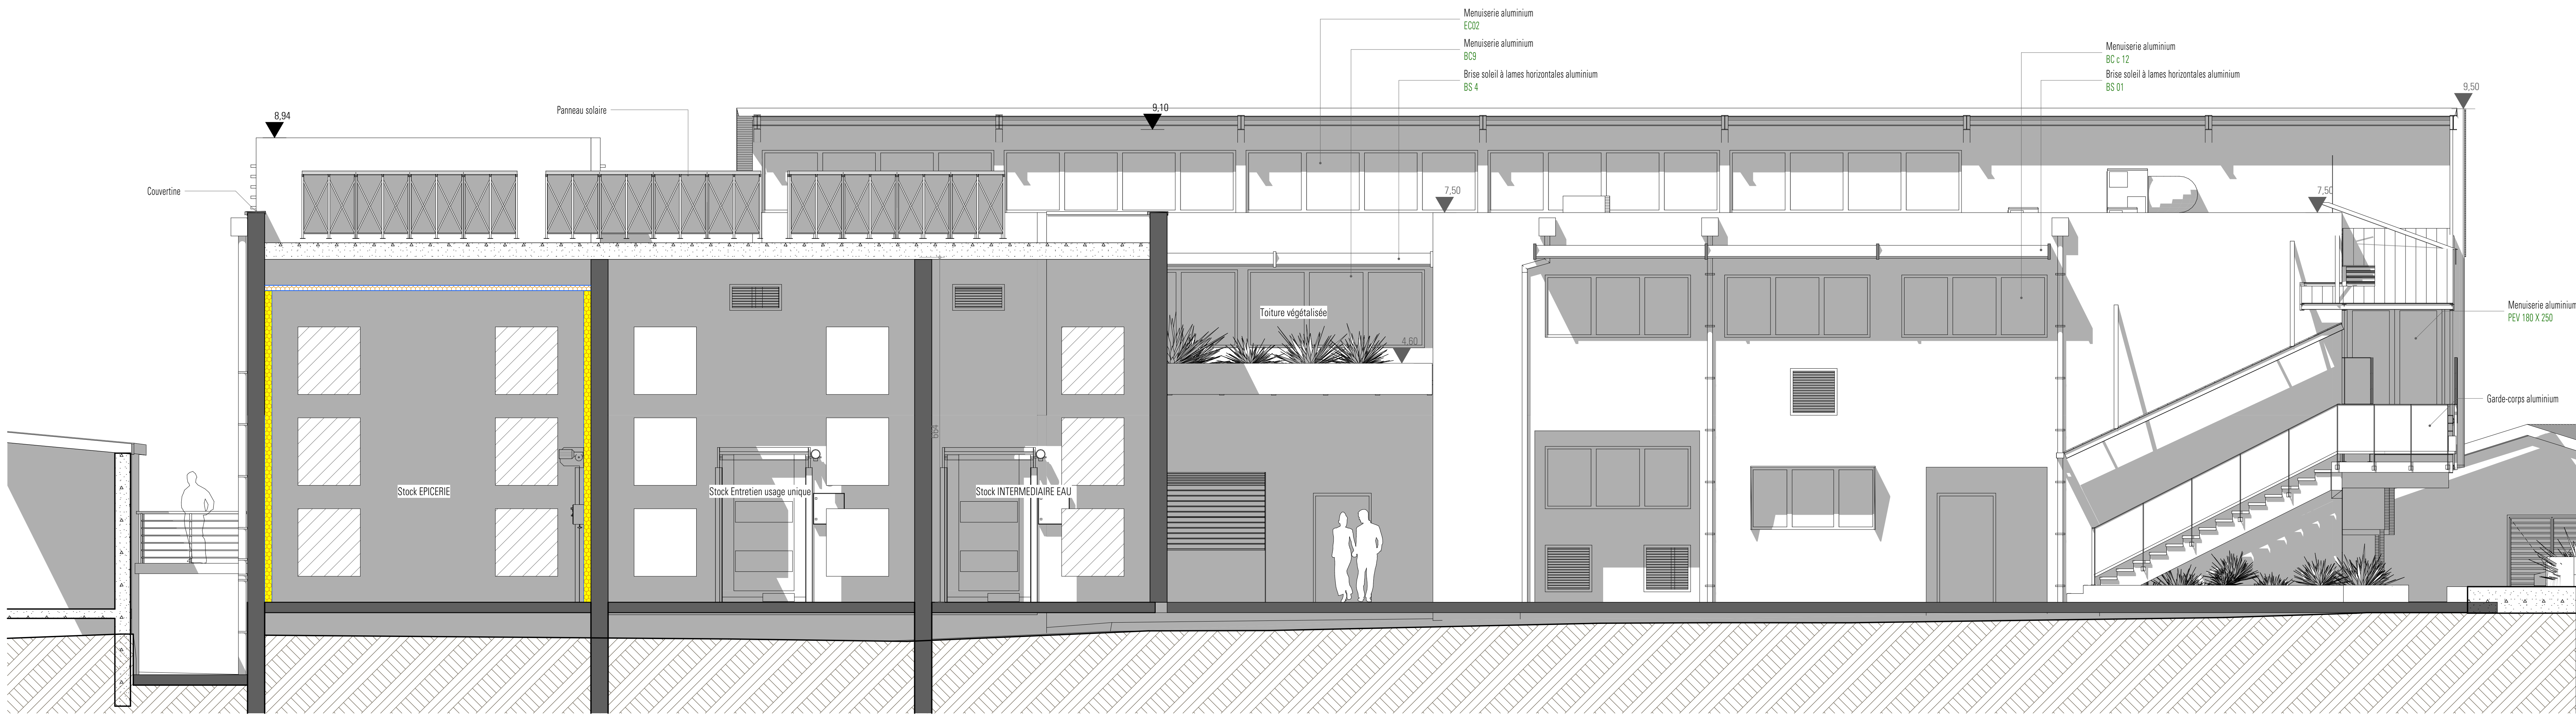 Menuiserie aluminium
EC02
Menuiserie aluminium
BC9
Brise soleil à lames horizontales aluminium
BS 4
Menuiserie aluminium
BC c 12
Brise soleil à lames horizontales aluminium
BS 01
9,50
Panneau solaire
9,10
8,94
Couvertine
7,50
7,50
Toiture végétalisée
Menuiserie aluminium
PEV 180 X 250
4,60
Garde-corps aluminium
664
Stock EPICERIE
Stock Entretien usage unique
Stock INTERMEDIAIRE EAU